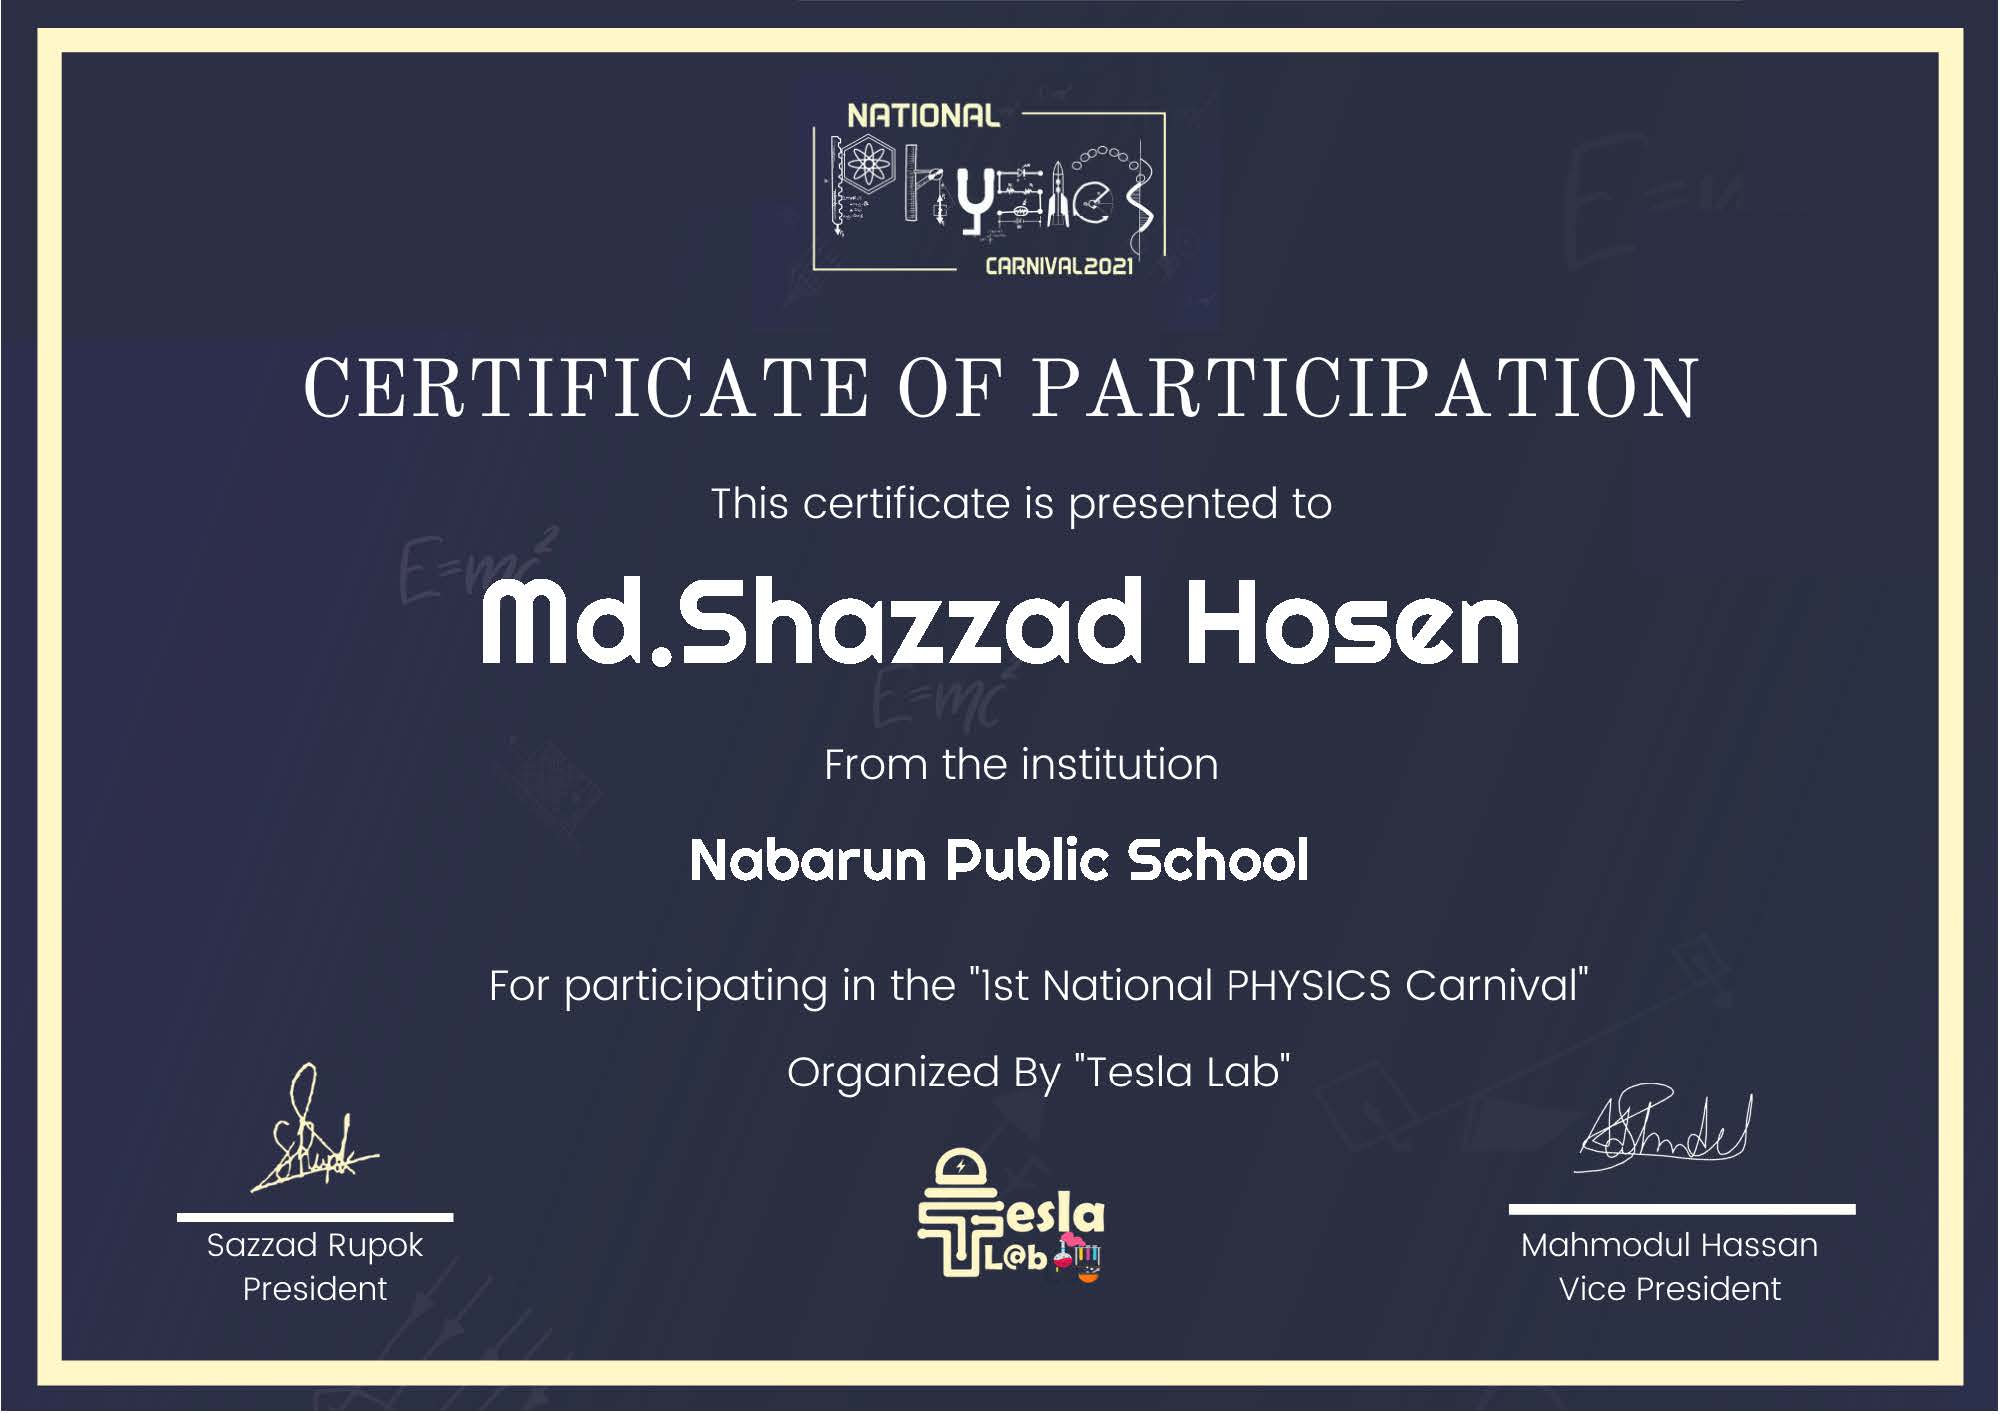 NATIONAL
Physics
CARNIVAL2021
E=m
CERTIFICATE OF PARTICIPATION
This certificate is presented to
E=mc²
Md.Shazzad Hosen
E=mc²
From the institution
Nabarun Public School
For participating in the "1st National PHYSICS Carnival"
Organized By "Tesla Lab"
Tesla
L@b
Sazzad Rupok
President
Mahmodul Hassan
Vice President